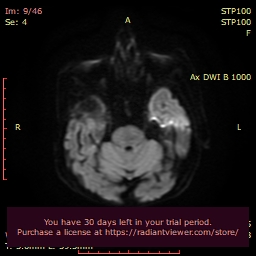 Im: 9/46
Se: 4
A
STP100
STP100
F
Ax DWI B 1000
R
L
You have 30 days left in your trial period.
Purchase a license at https://radiantviewer.com/store/